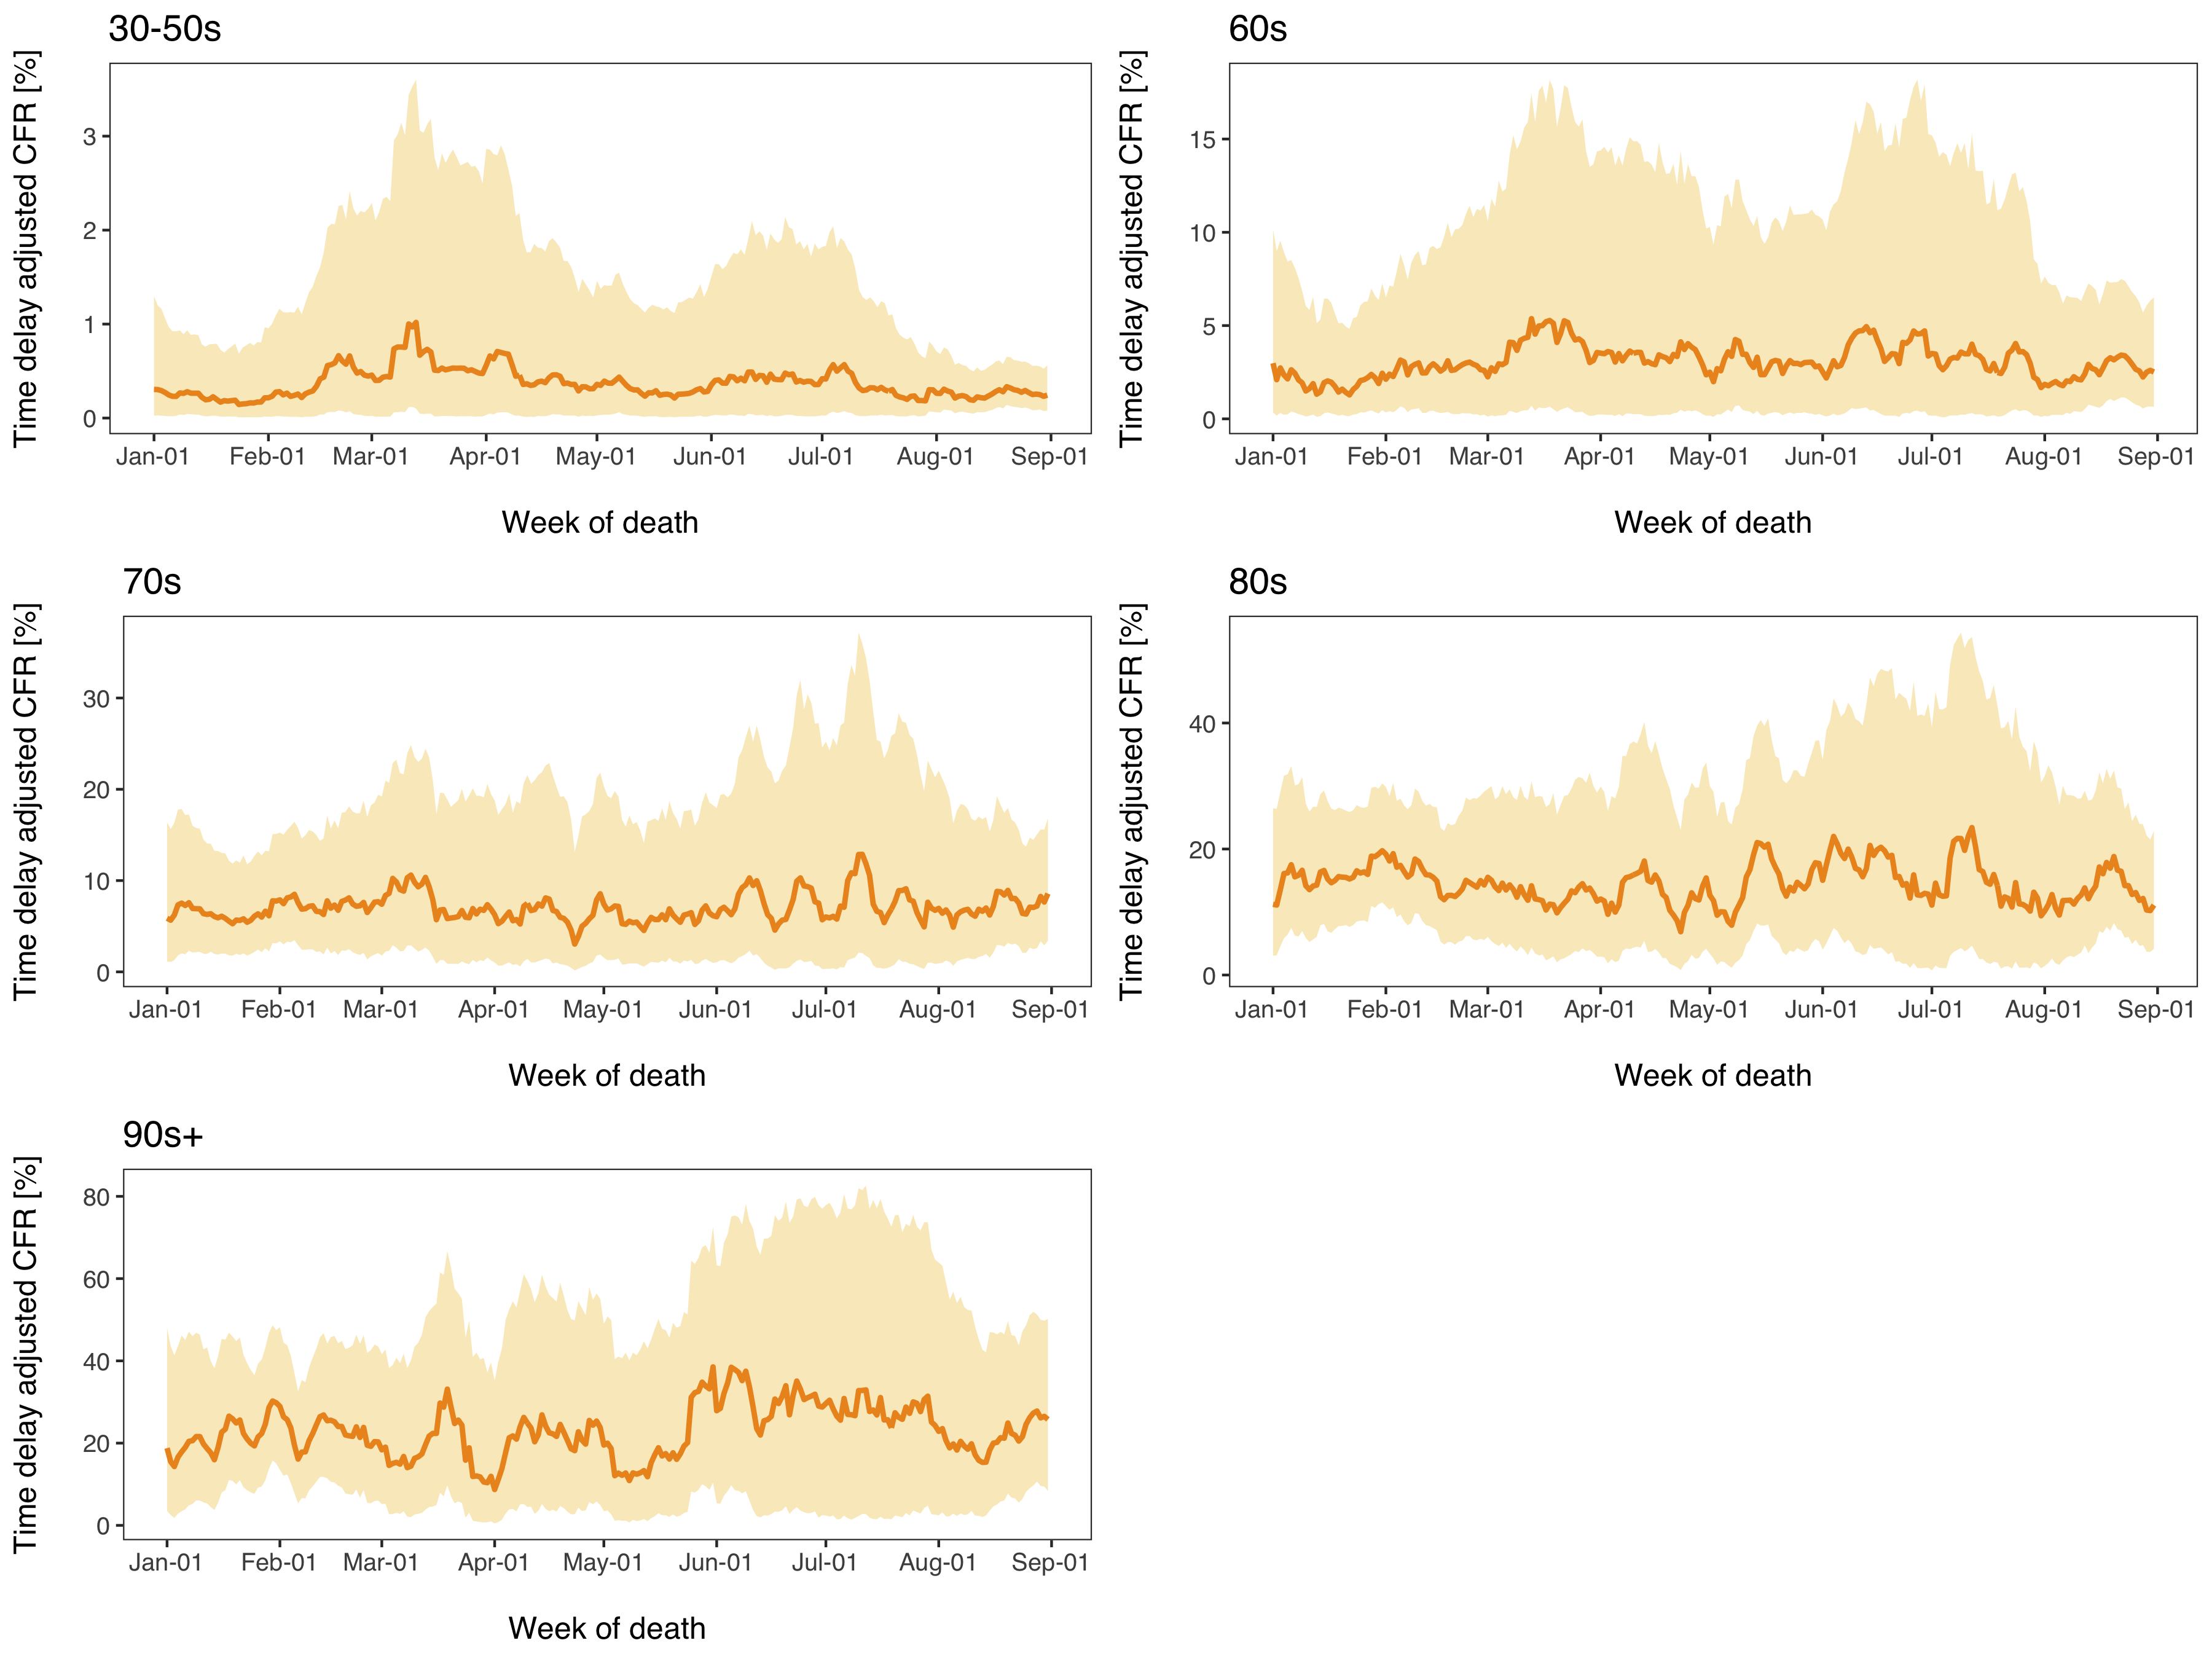 30-50s
Time delay adjusted CFR [%]
3
2
1
0
Jan-01 Feb-01 Mar-01 Apr-01 May-01 Jun-01 Jul-01 Aug-01 Sep-01
Week of death
60s
Time delay adjusted CFR [%]
15
10
5
0
Jan-01 Feb-01 Mar-01 Apr-01 May-01 Jun-01 Jul-01 Aug-01 Sep-01
Week of death
70s
Time delay adjusted CFR [%]
30
20
10
0
Jan-01 Feb-01 Mar-01 Apr-01 May-01 Jun-01 Jul-01 Aug-01 Sep-01
Week of death
80s
Time delay adjusted CFR [%]
40
20
0
Jan-01 Feb-01 Mar-01 Apr-01 May-01 Jun-01 Jul-01 Aug-01 Sep-01
Week of death
90s+
Time delay adjusted CFR [%]
80
60
40
20
0
Jan-01 Feb-01 Mar-01 Apr-01 May-01 Jun-01 Jul-01 Aug-01 Sep-01
Week of death